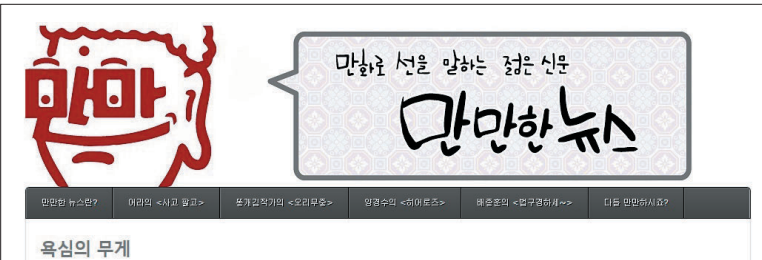 만만
만화로 선을 말하는 젊은 신문
만만한 뉴스
만만한 뉴스란?
어라의 <사고 팔고>
붓개김작가의 <오리무중>
양경수의 <히어로즈>
배준훈의 <법구경하세~>
다들 만만하시죠?
욕심의 무게